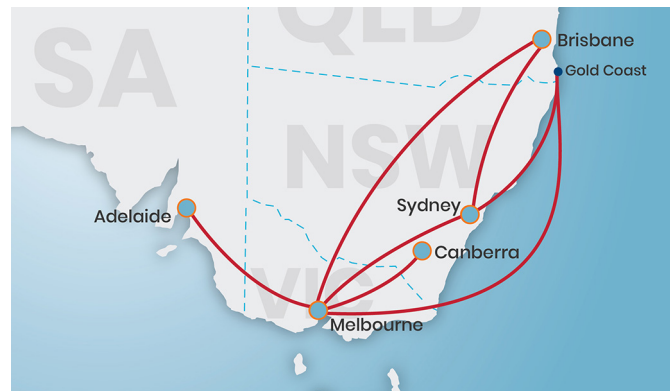 QLD
SA
Brisbane
Gold Coast
NSW
Sydney
Adelaide
Canberra
VIC
Melbourne